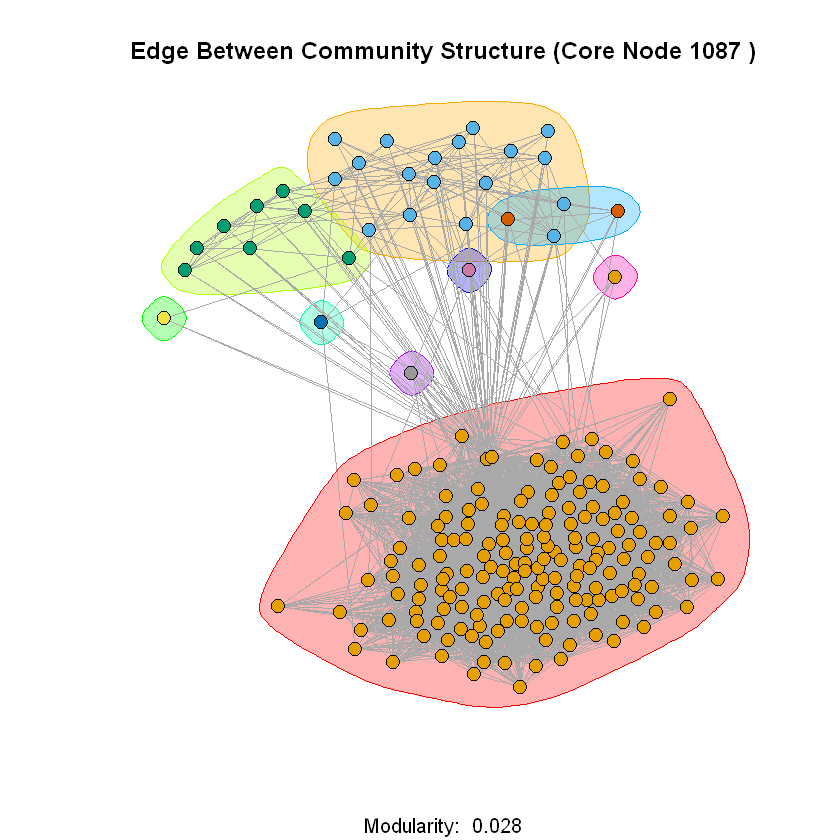 Edge Between Community Structure (Core Node 1087 )
Modularity:  0.028